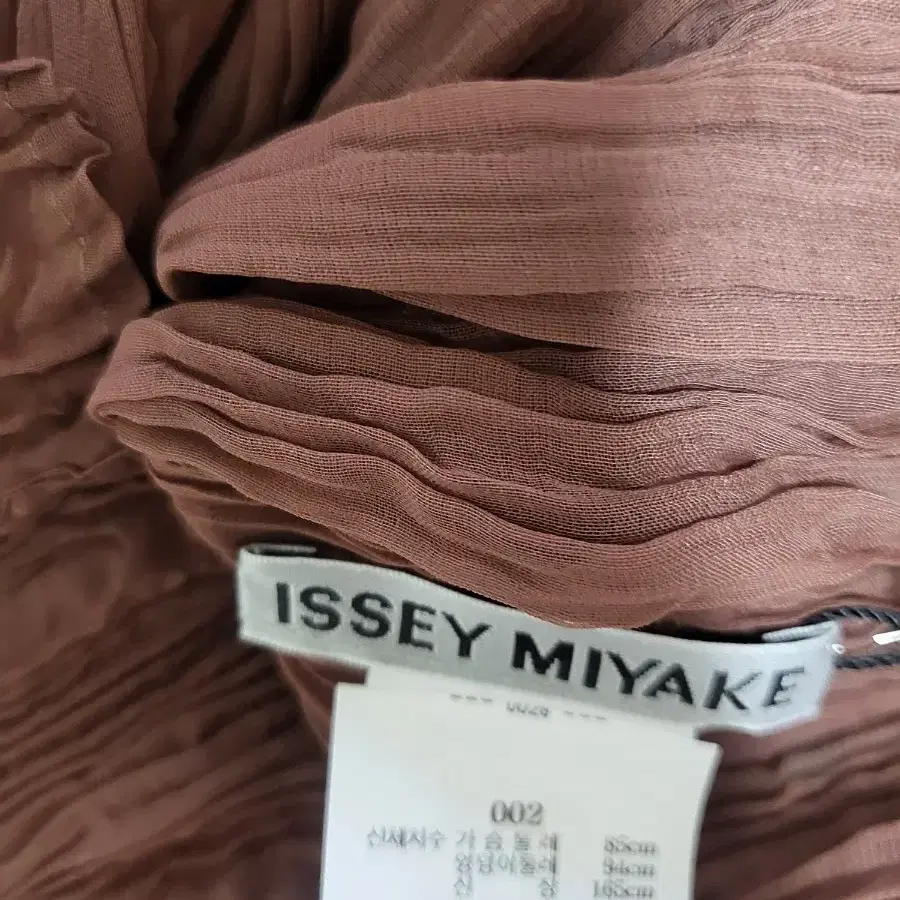 ISSEY MIYAKE
002
신체치수 가 슴 둘 레 85cm
엉덩이둘레 94cm
신 장 165cm